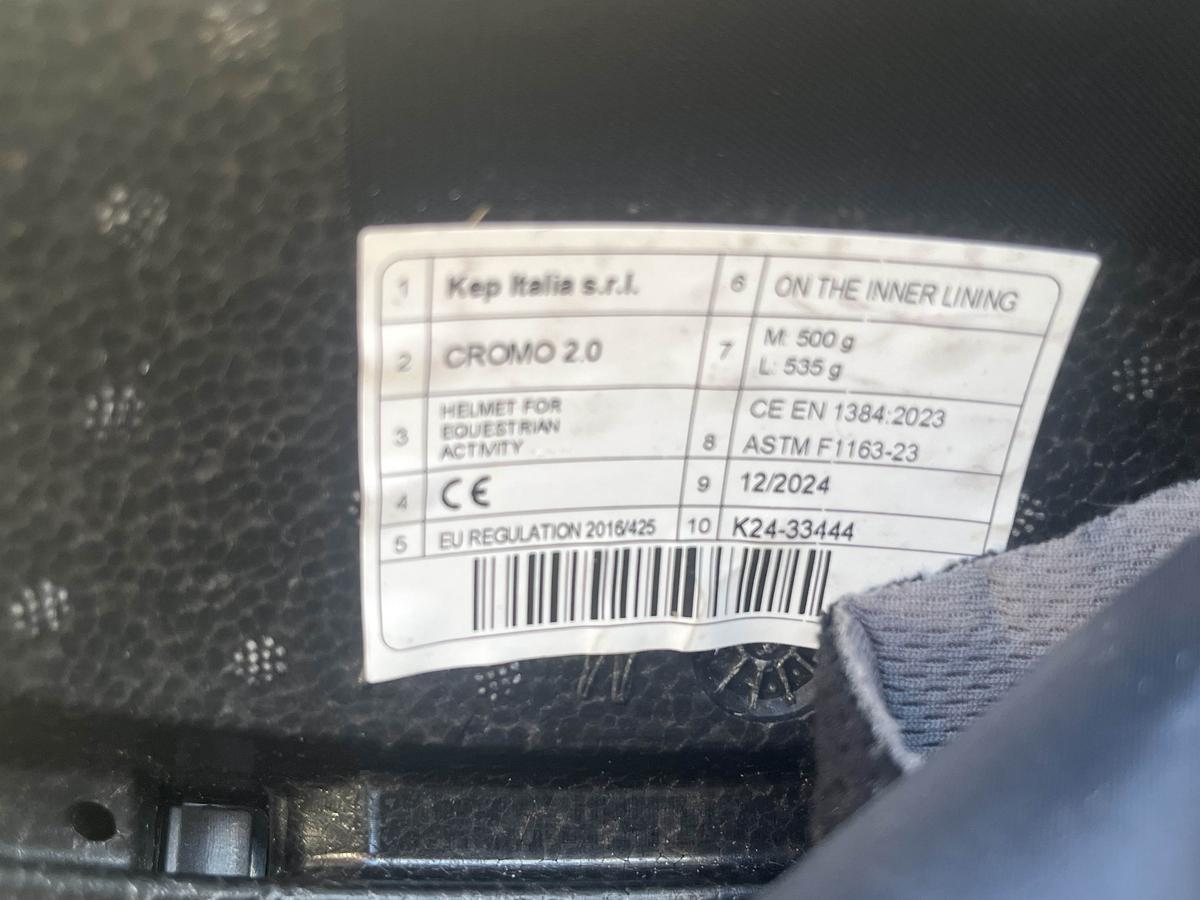 1 Kep Italia s.r.l. 6 ON THE INNER LINING
2 CROMO 2.0 7 M: 500 g
L: 535 g
3 HELMET FOR
EQUESTRIAN
ACTIVITY
8 CE EN 1384:2023
ASTM F1163-23
4 CE 9 12/2024
5 EU REGULATION 2016/425 10 K24-33444